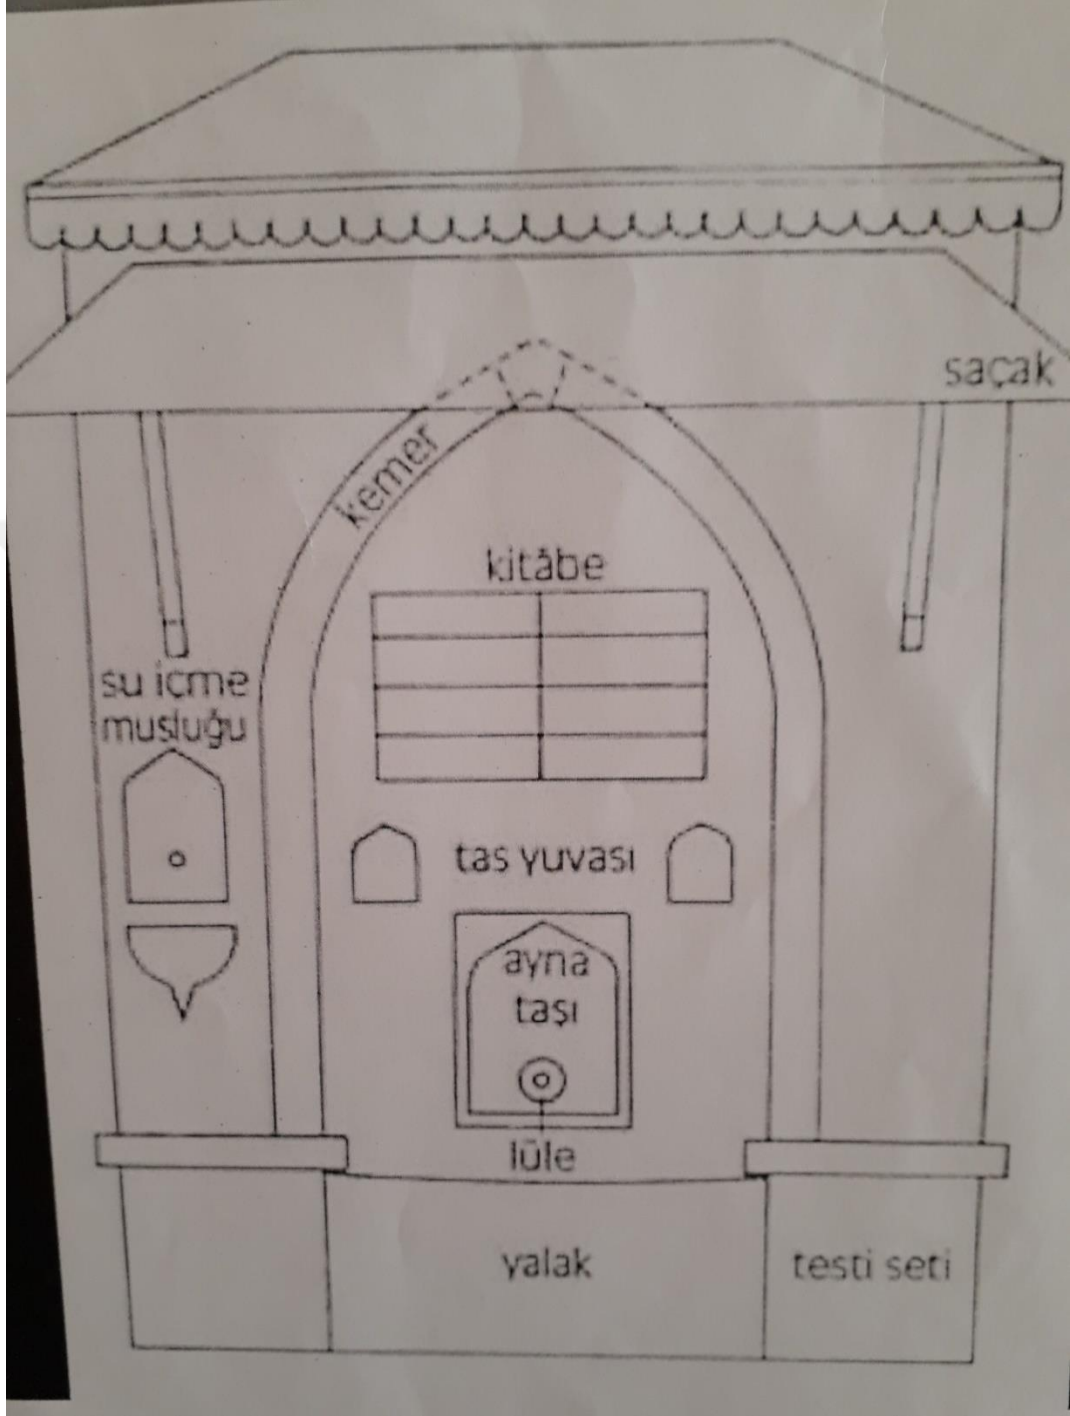 saçak
kemer
kitâbe
su içme
musluğu
tas yuvası
ayna
taşı
lüle
yalak
testi seti